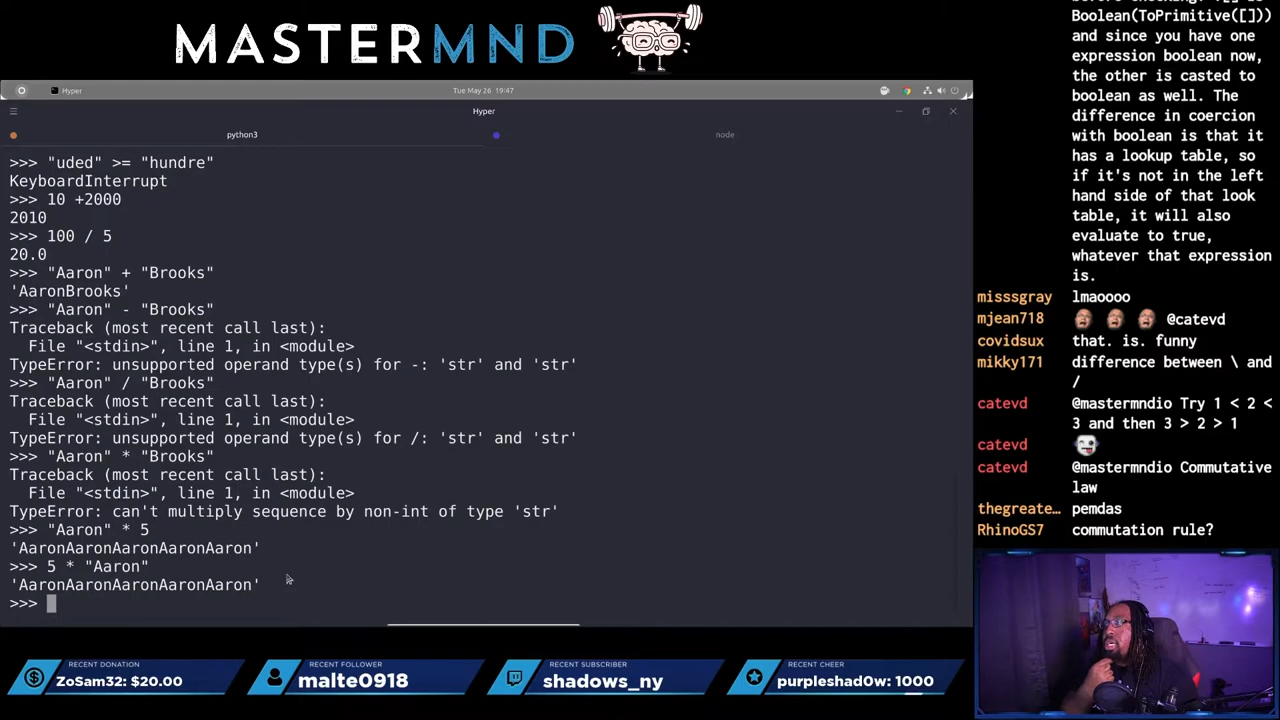 MASTERMND
Hyper
Tue May 26 19:47
Hyper
python3
node
>>> "uded" >= "hundre"
KeyboardInterrupt
>>> 10 +2000
2010
>>> 100 / 5
20.0
>>> "Aaron" + "Brooks"
'AaronBrooks'
>>> "Aaron" - "Brooks"
Traceback (most recent call last):
File "<stdin>", line 1, in <module>
TypeError: unsupported operand type(s) for -: 'str' and 'str'
>>> "Aaron" / "Brooks"
Traceback (most recent call last):
File "<stdin>", line 1, in <module>
TypeError: unsupported operand type(s) for /: 'str' and 'str'
>>> "Aaron" * "Brooks"
Traceback (most recent call last):
File "<stdin>", line 1, in <module>
TypeError: can't multiply sequence by non-int of type 'str'
>>> "Aaron" * 5
'AaronAaronAaronAaronAaron'
>>> 5 * "Aaron"
'AaronAaronAaronAaronAaron'
>>>
Boolean(ToPrimitive([]))
and since you have one
expression boolean now,
the other is casted to
boolean as well. The
difference in coercion
with boolean is that it
has a lookup table, so
if it's not in the left
hand side of that look
table, it will also
evaluate to true,
whatever that expression
is.
misssgray lmaoooo
mjean718 @catevd
covidsux that. is. funny
mikky171 difference between \ and
/
catevd @mastermndio Try 1 < 2 <
3 and then 3 > 2 > 1
catevd
catevd @mastermndio Commutative
law
thegreate… pemdas
RhinoGS7 commutation rule?
RECENT DONATION
ZoSam32: $20.00
RECENT FOLLOWER
malte0918
RECENT SUBSCRIBER
shadows_ny
RECENT CHEER
purpleshad0w: 1000